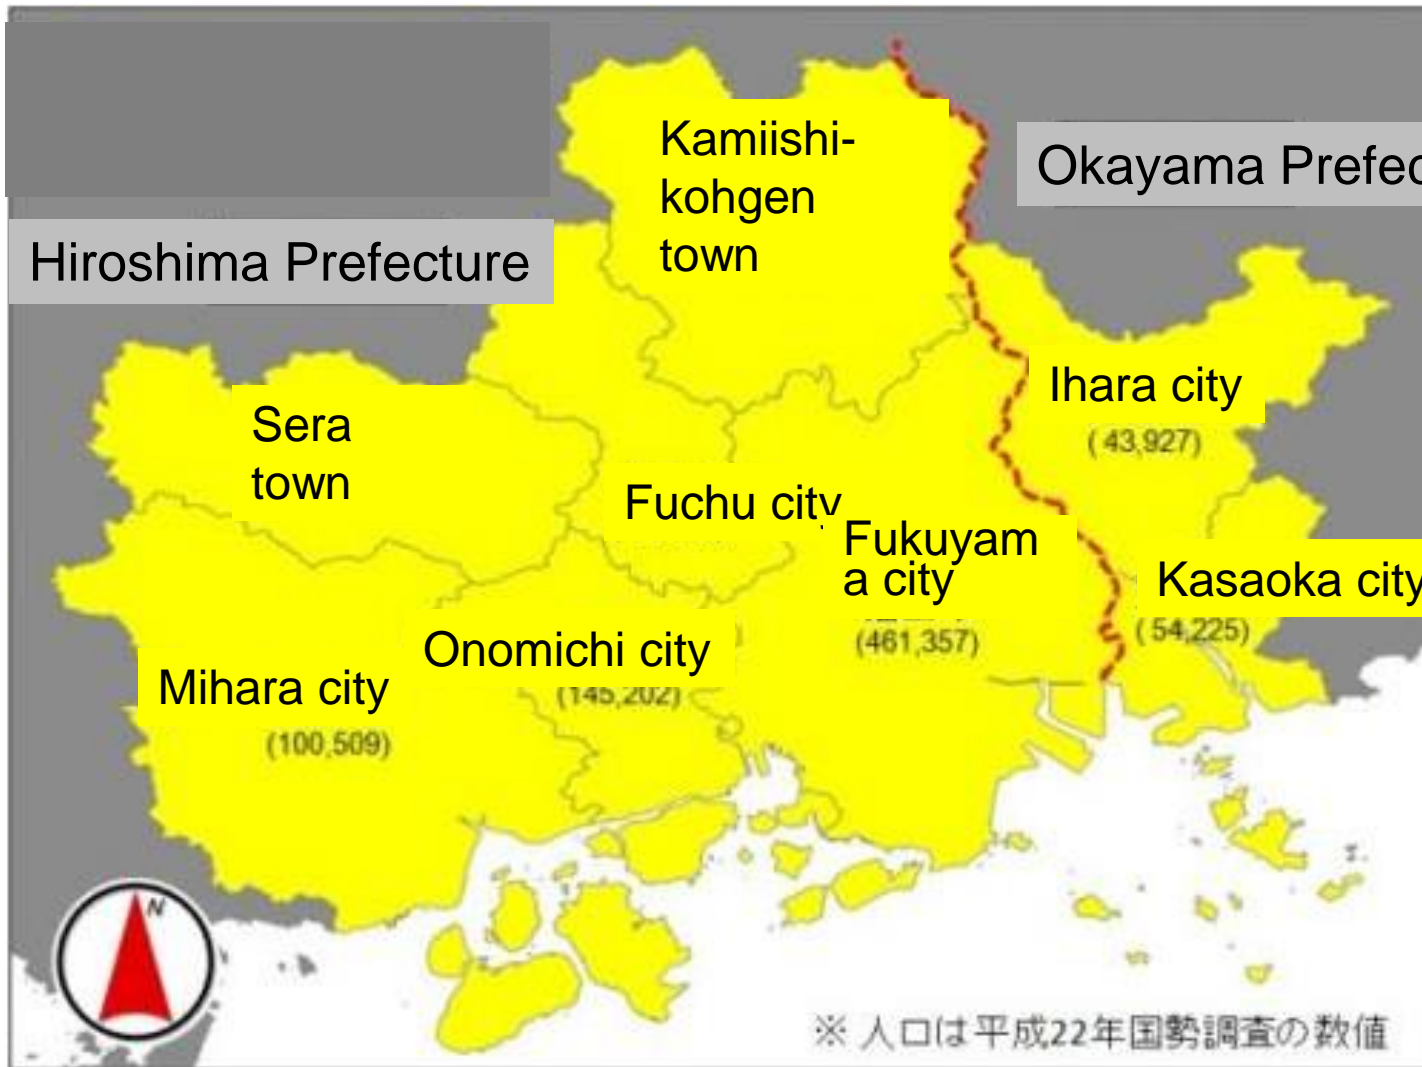 Kamiishi-
kohgen
town
Okayama Prefec
Hiroshima Prefecture
Ihara city
(43,927)
Sera
town
Fuchu city
Fukuyam
a city
(461,357)
Kasaoka city
(54,225)
Onomichi city
(145,202)
Mihara city
(100,509)
N
※ 人口は平成22年国勢調査の数値